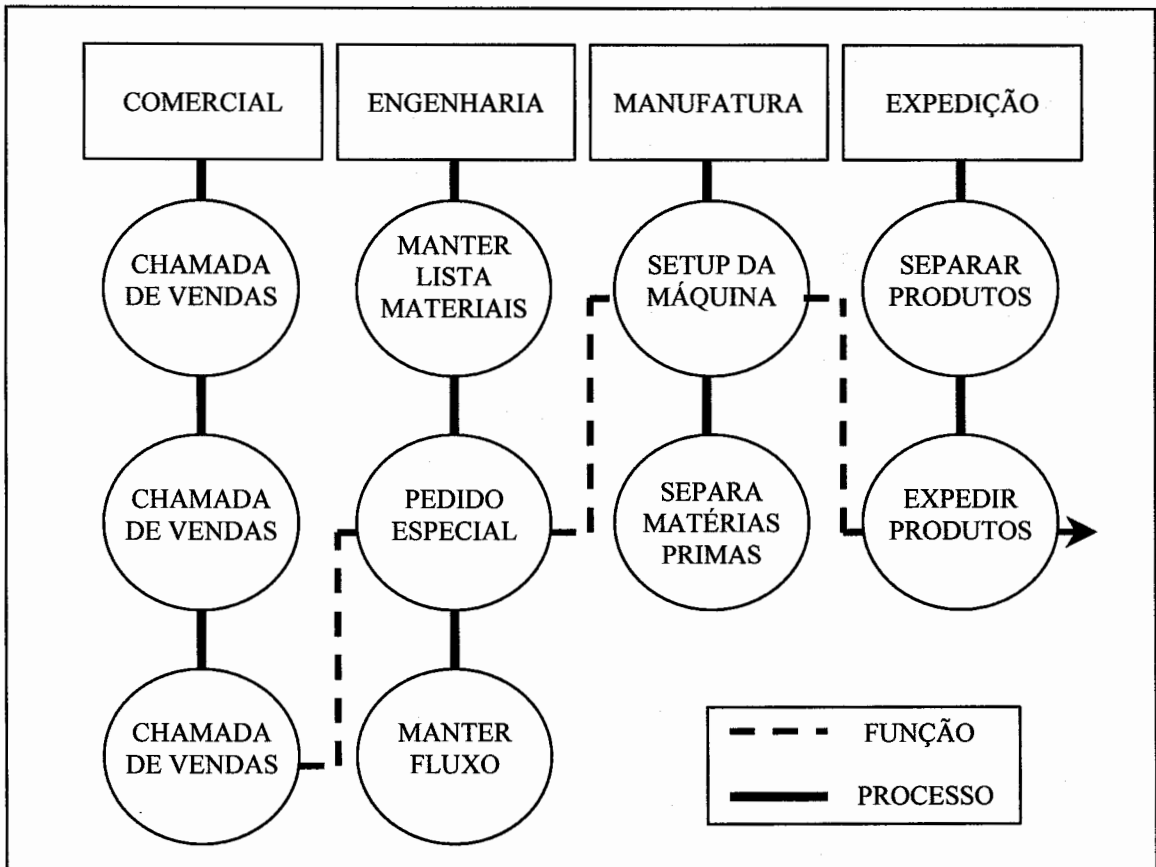 COMERCIAL
ENGENHARIA
MANUFATURA
EXPEDIÇÃO
CHAMADA
DE VENDAS
MANTER
LISTA
MATERIAIS
SETUP DA
MÁQUINA
SEPARAR
PRODUTOS
CHAMADA
DE VENDAS
PEDIDO
ESPECIAL
SEPARA
MATÉRIAS
PRIMAS
EXPEDIR
PRODUTOS
CHAMADA
DE VENDAS
MANTER
FLUXO
FUNÇÃO
PROCESSO